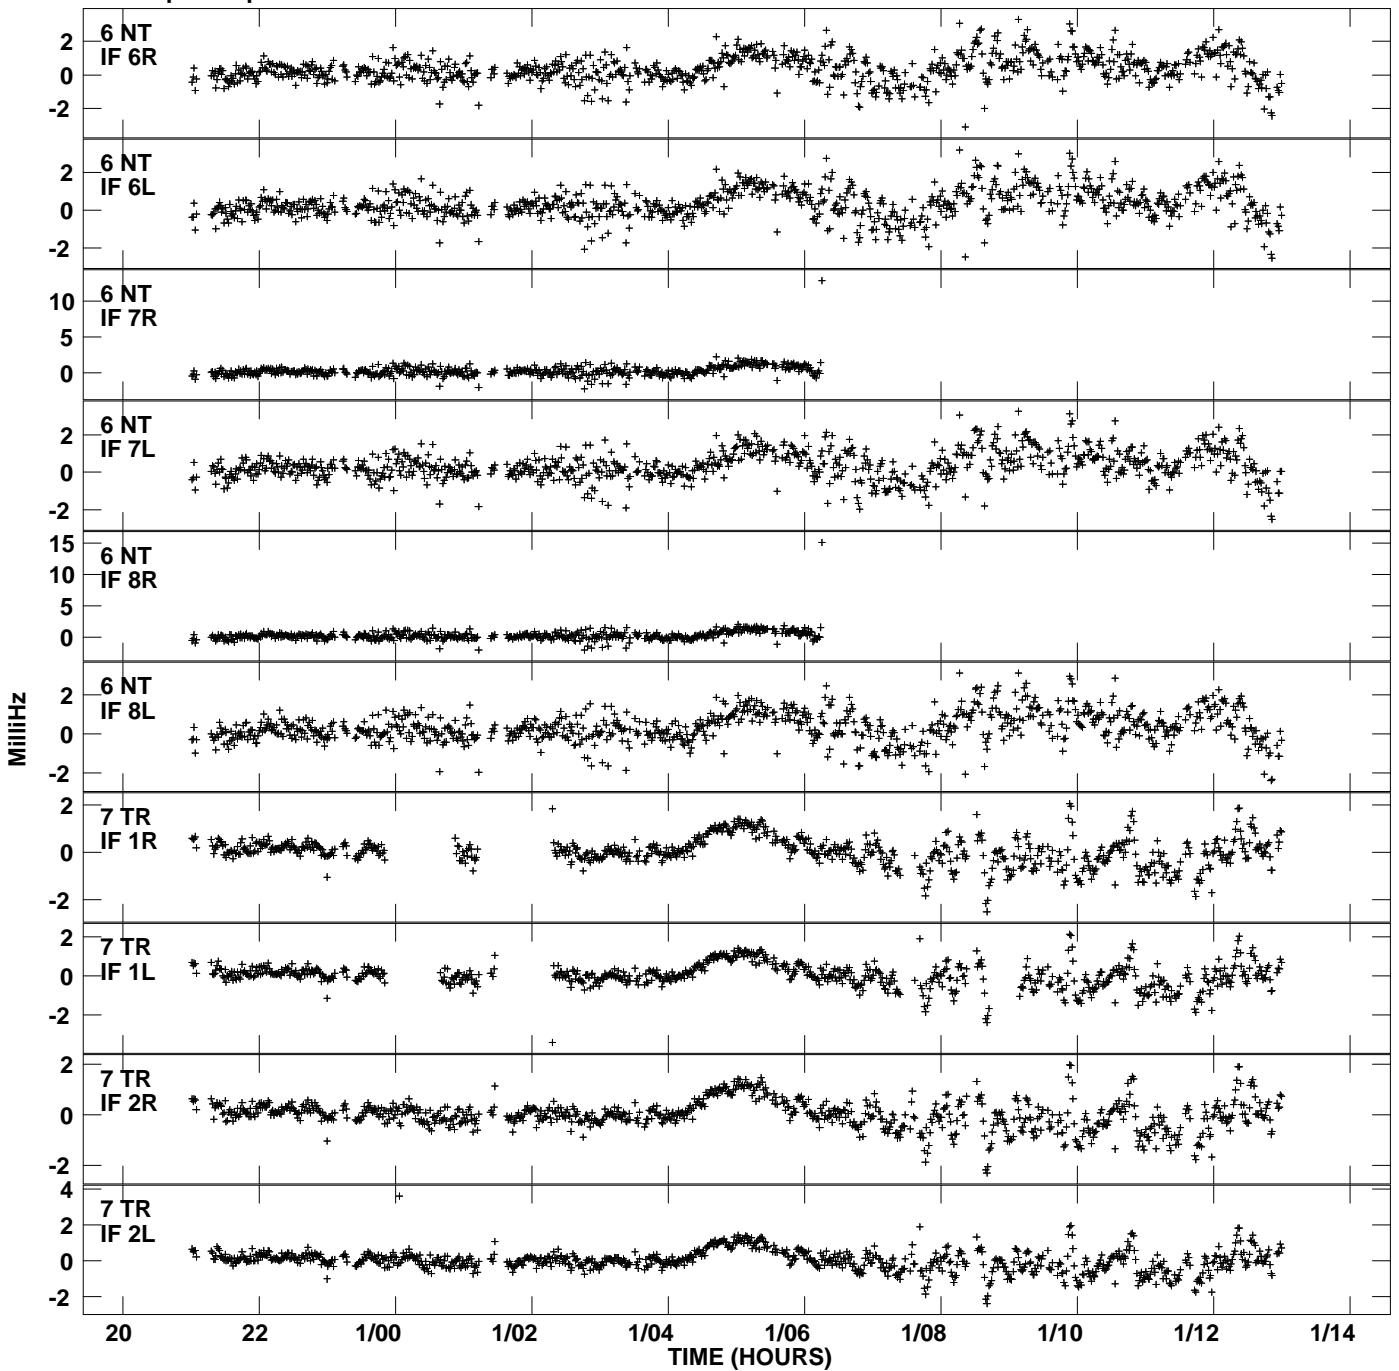 6 NT
IF 6R
2
0
-2
6 NT
IF 6L
2
0
-2
6 NT
IF 7R
10
5
0
6 NT
IF 7L
2
0
-2
6 NT
IF 8R
15
10
5
0
6 NT
IF 8L
2
0
-2
7 TR
IF 1R
2
0
-2
7 TR
IF 1L
2
0
-2
7 TR
IF 2R
2
0
-2
7 TR
IF 2L
4
2
0
-2
MilliHz
20 22 1/00 1/02 1/04 1/06 1/08 1/10 1/12 1/14
TIME (HOURS)